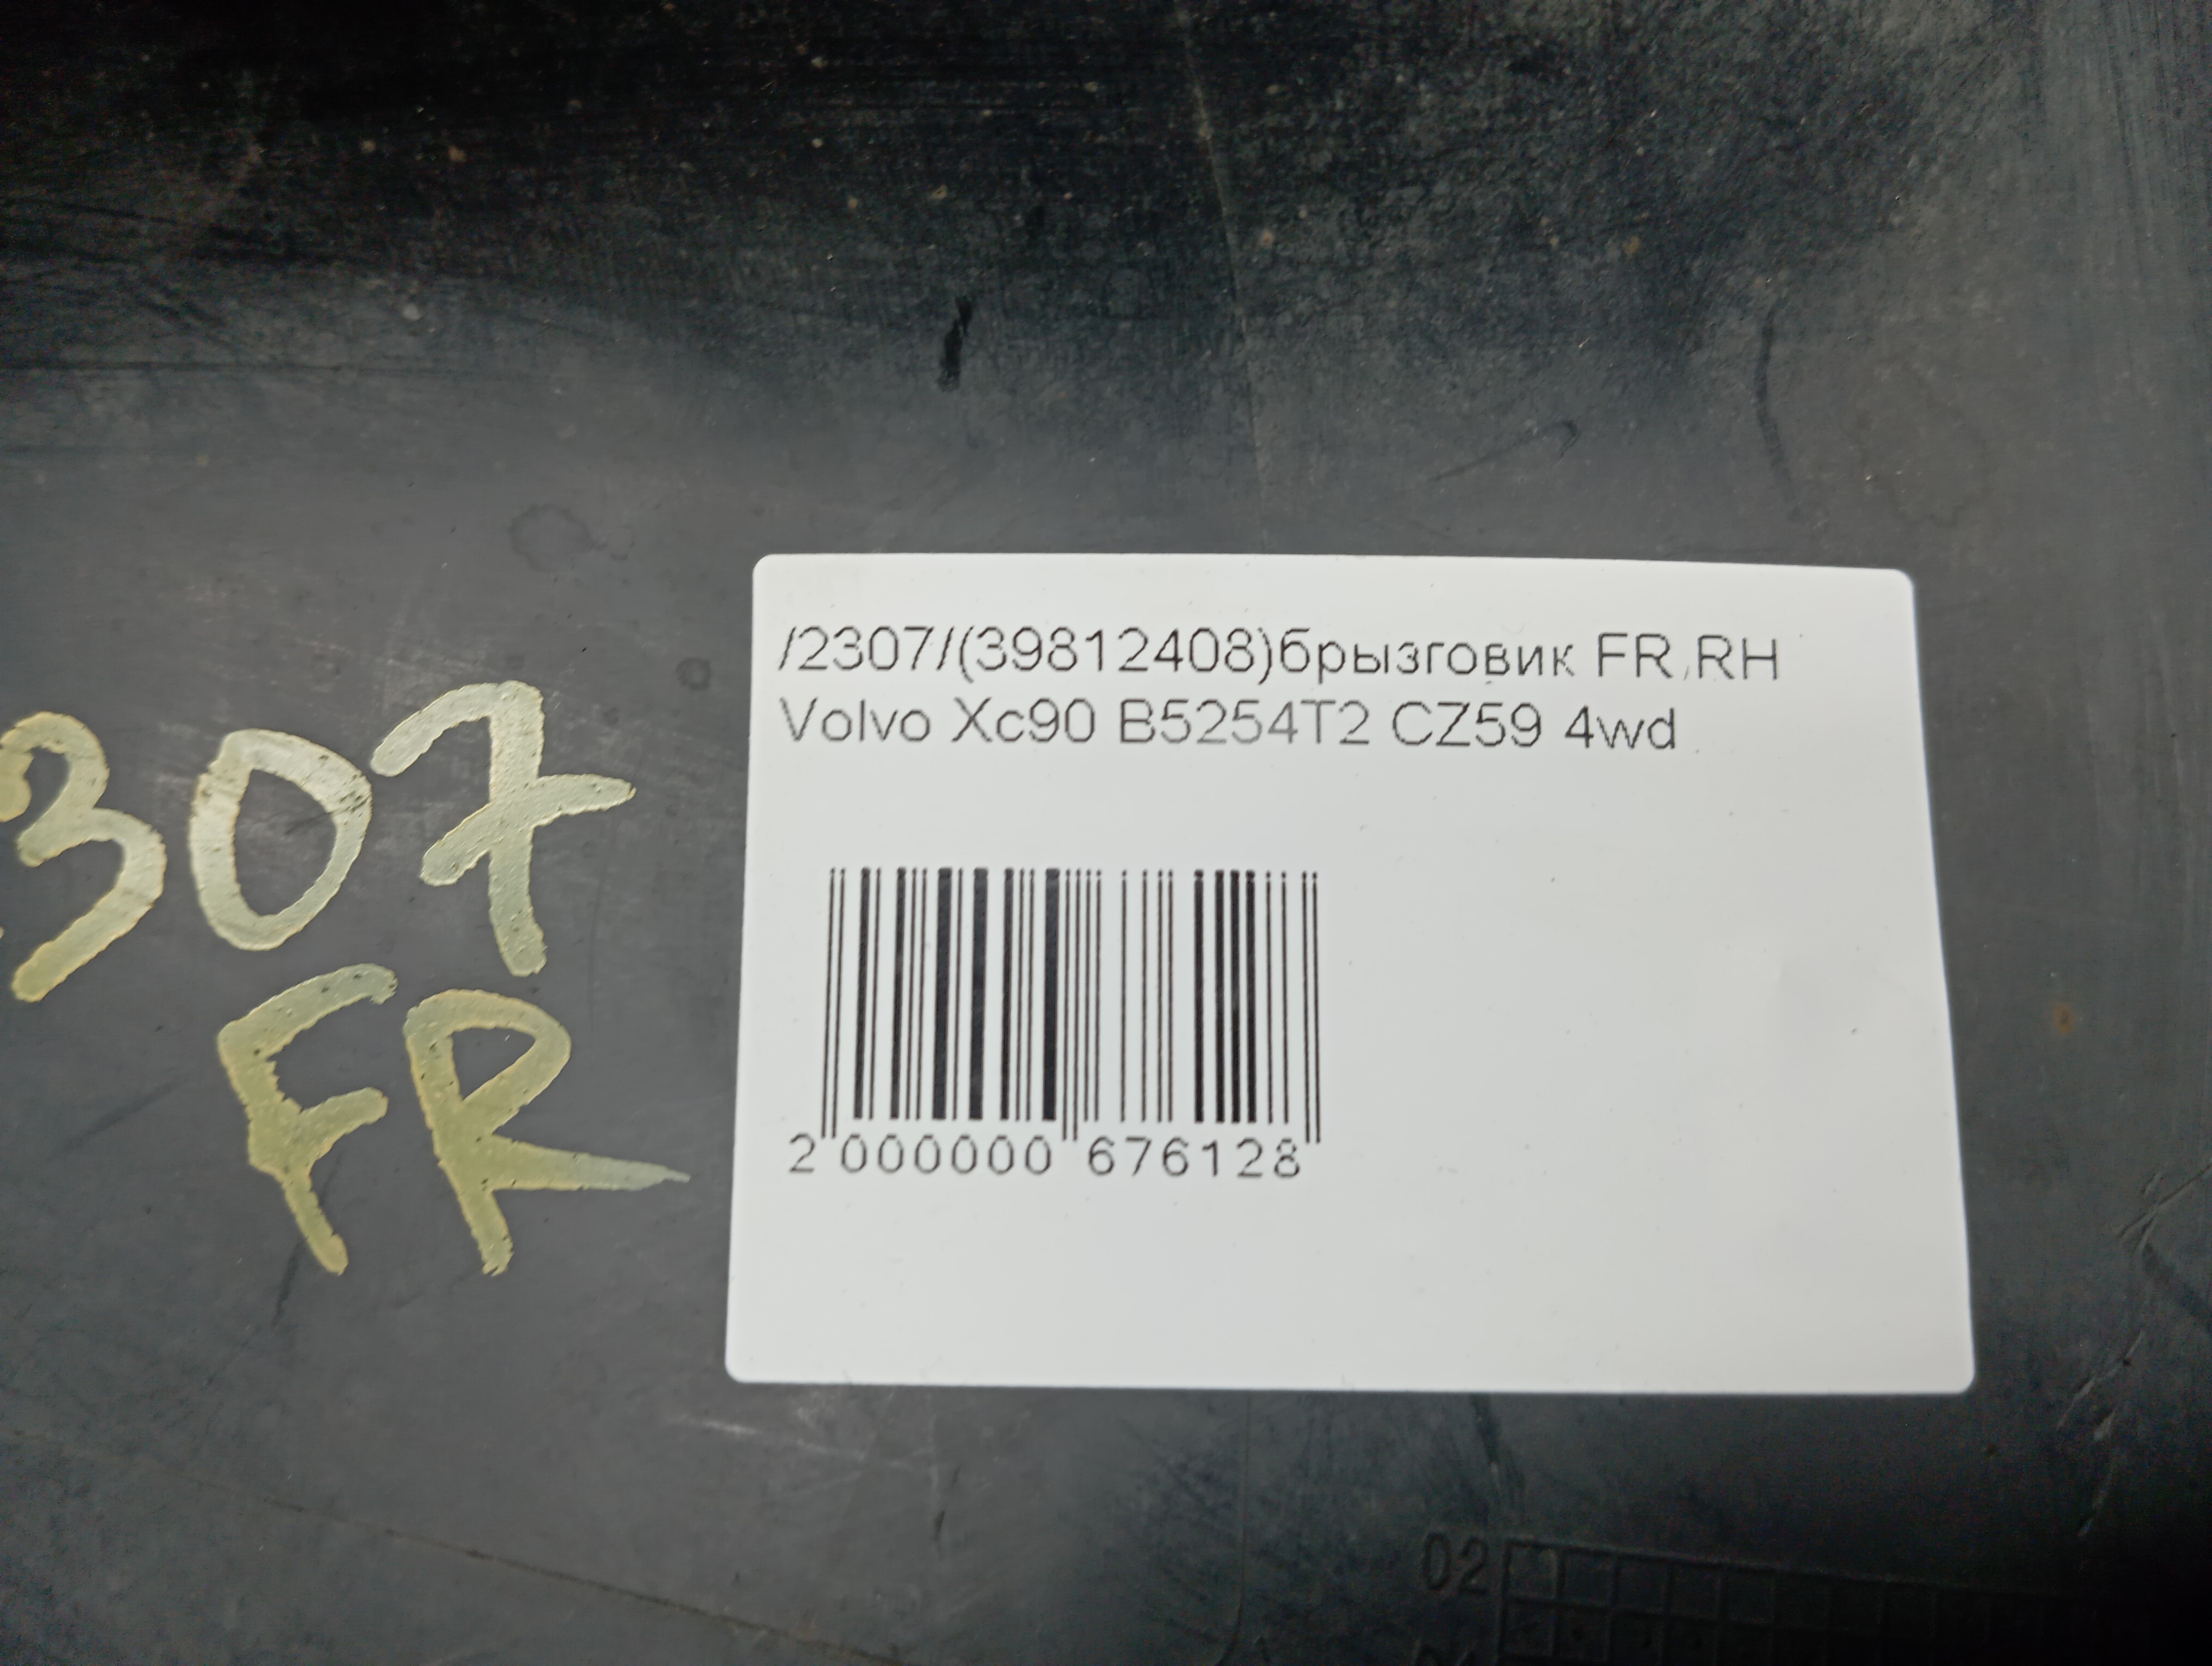 /2307/(39812408)брызговик FR,RH
Volvo Xc90 B5254T2 CZ59 4wd
2 000000 676128
307
FR
02